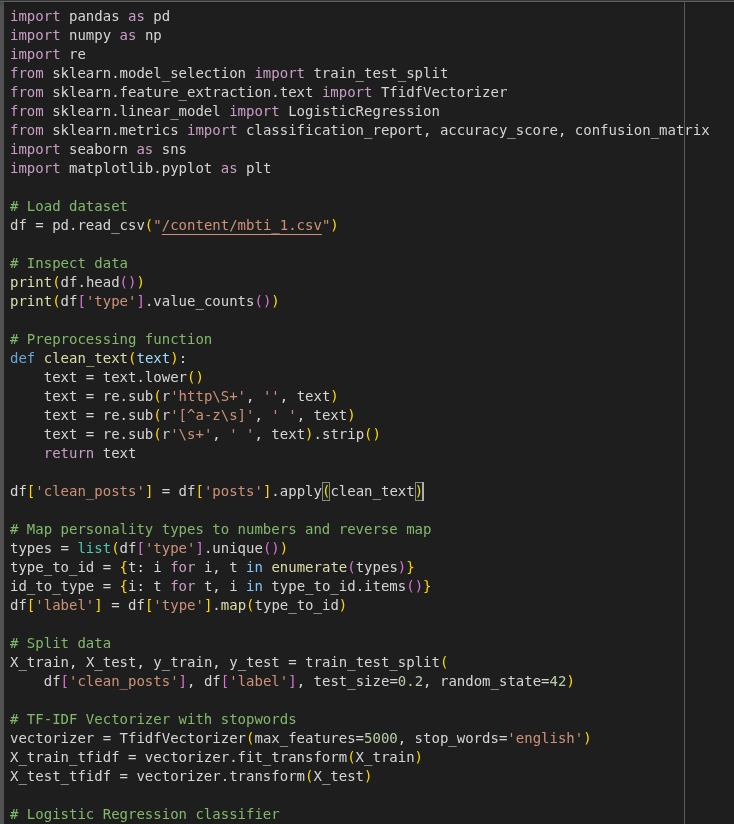 import pandas as pd
import numpy as np
import re
from sklearn.model_selection import train_test_split
from sklearn.feature_extraction.text import TfidfVectorizer
from sklearn.linear_model import LogisticRegression
from sklearn.metrics import classification_report, accuracy_score, confusion_matrix
import seaborn as sns
import matplotlib.pyplot as plt

# Load dataset
df = pd.read_csv("/content/mbti_1.csv")

# Inspect data
print(df.head())
print(df['type'].value_counts())

# Preprocessing function
def clean_text(text):
    text = text.lower()
    text = re.sub(r'http\S+', '', text)
    text = re.sub(r'[^a-z\s]', ' ', text)
    text = re.sub(r'\s+', ' ', text).strip()
    return text

df['clean_posts'] = df['posts'].apply(clean_text)

# Map personality types to numbers and reverse map
types = list(df['type'].unique())
type_to_id = {t: i for i, t in enumerate(types)}
id_to_type = {i: t for t, i in type_to_id.items()}
df['label'] = df['type'].map(type_to_id)

# Split data
X_train, X_test, y_train, y_test = train_test_split(
    df['clean_posts'], df['label'], test_size=0.2, random_state=42)

# TF-IDF Vectorizer with stopwords
vectorizer = TfidfVectorizer(max_features=5000, stop_words='english')
X_train_tfidf = vectorizer.fit_transform(X_train)
X_test_tfidf = vectorizer.transform(X_test)

# Logistic Regression classifier